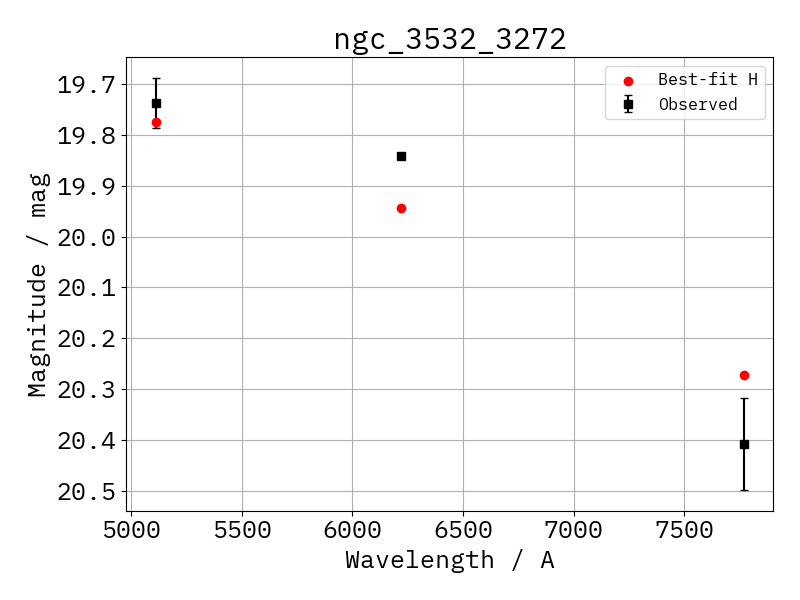 ngc_3532_3272
Best-fit H
Observed
Magnitude / mag
19.7
19.8
19.9
20.0
20.1
20.2
20.3
20.4
20.5
5000 5500 6000 6500 7000 7500
Wavelength / A